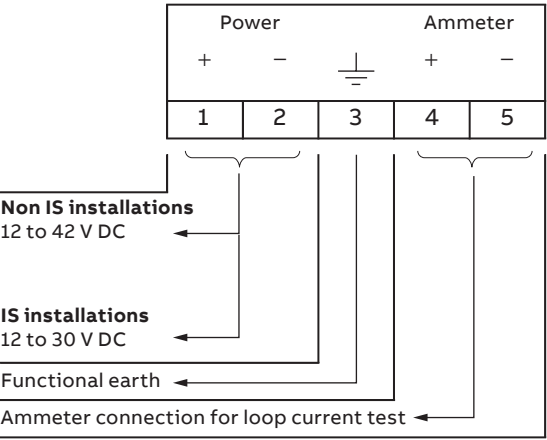 Power Ammeter
+ − + −
1 2 3 4 5
Non IS installations
12 to 42 V DC
IS installations
12 to 30 V DC
Functional earth
Ammeter connection for loop current test